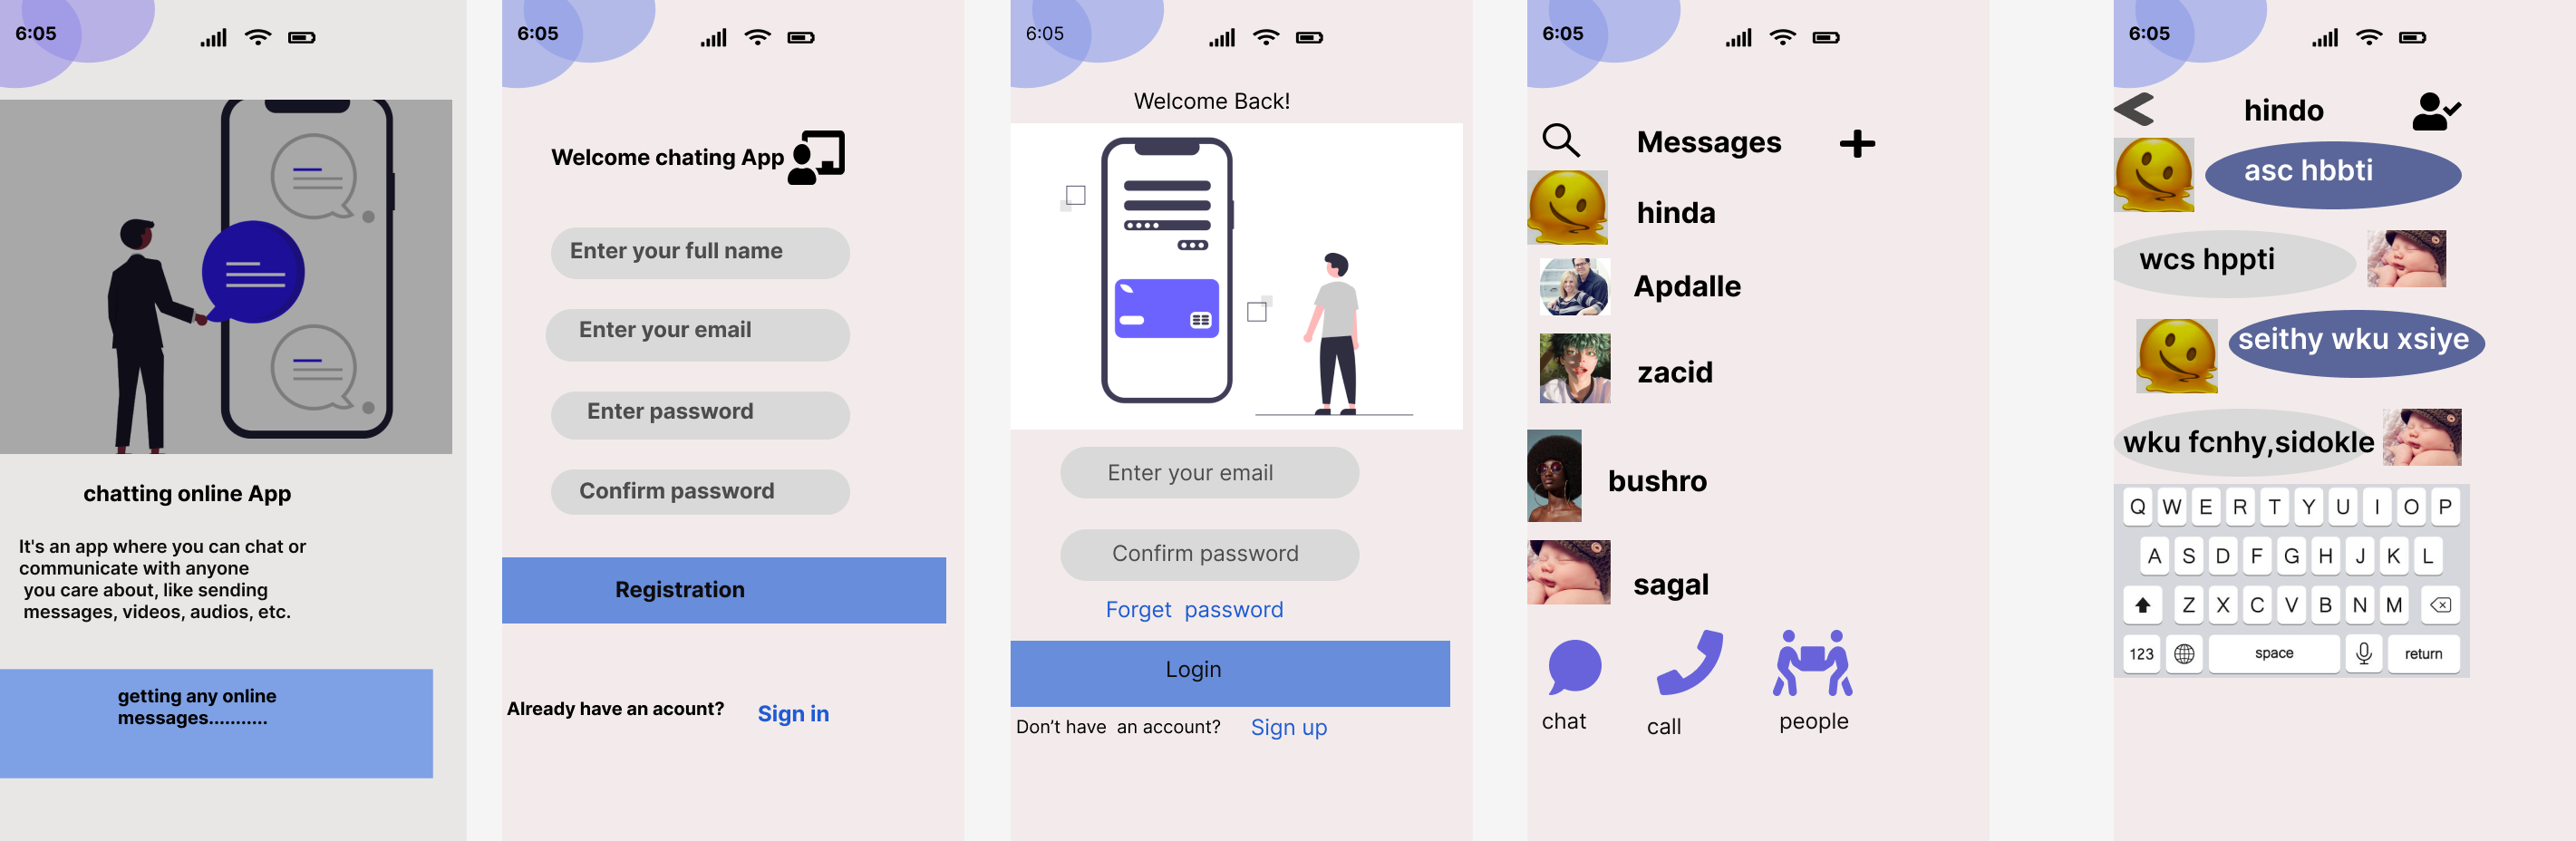 6:05
chatting online App
It's an app where you can chat or
communicate with anyone
you care about, like sending
messages, videos, audios, etc.
getting any online
messages...........
6:05
Welcome chating App
Enter your full name
Enter your email
Enter password
Confirm password
Registration
Already have an acount?
Sign in
6:05
Welcome Back!
Enter your email
Confirm password
Forget password
Login
Don't have an account?
Sign up
6:05
Messages
hinda
Apdalle
zacid
bushro
sagal
chat
call
people
6:05
hindo
asc hbbti
wcs hppti
seithy wku xsiye
wku fcnhy,sidokle
Q W E R T Y U I O P
A S D F G H J K L
Z X C V B N M
123 space return